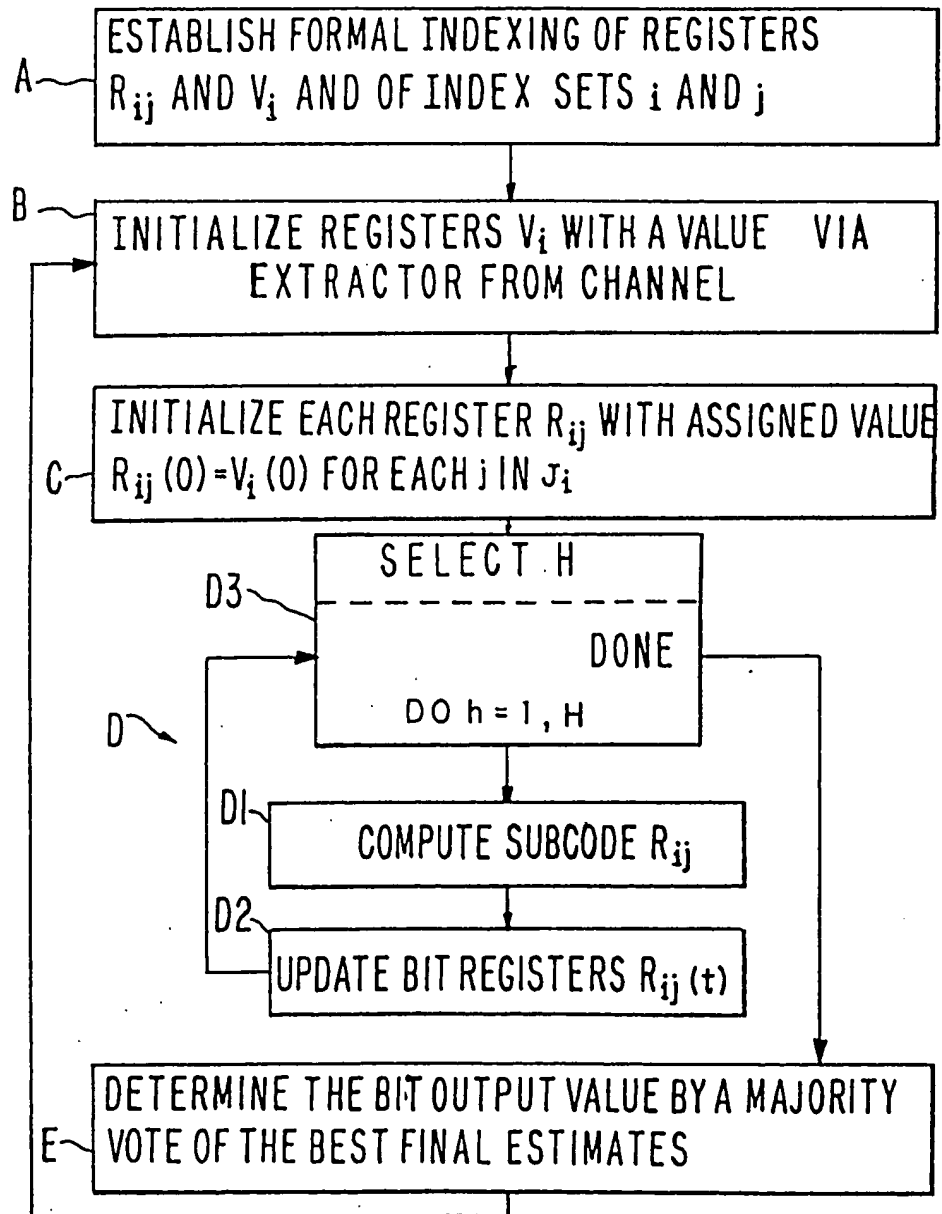 ESTABLISH FORMAL INDEXING OF REGISTERS
A
R_ij AND V_i AND OF INDEX SETS i AND j
B
INITIALIZE REGISTERS V_i WITH A VALUE VIA
EXTRACTOR FROM CHANNEL
INITIALIZE EACH REGISTER R_ij WITH ASSIGNED VALUE
C
R_ij (0) = V_i (0) FOR EACH j IN J_i
SELECT H
D3
DONE
DO h = 1, H
D
D1
COMPUTE SUBCODE R_ij
D2
UPDATE BIT REGISTERS R_ij (t)
DETERMINE THE BIT OUTPUT VALUE BY A MAJORITY
E
VOTE OF THE BEST FINAL ESTIMATES